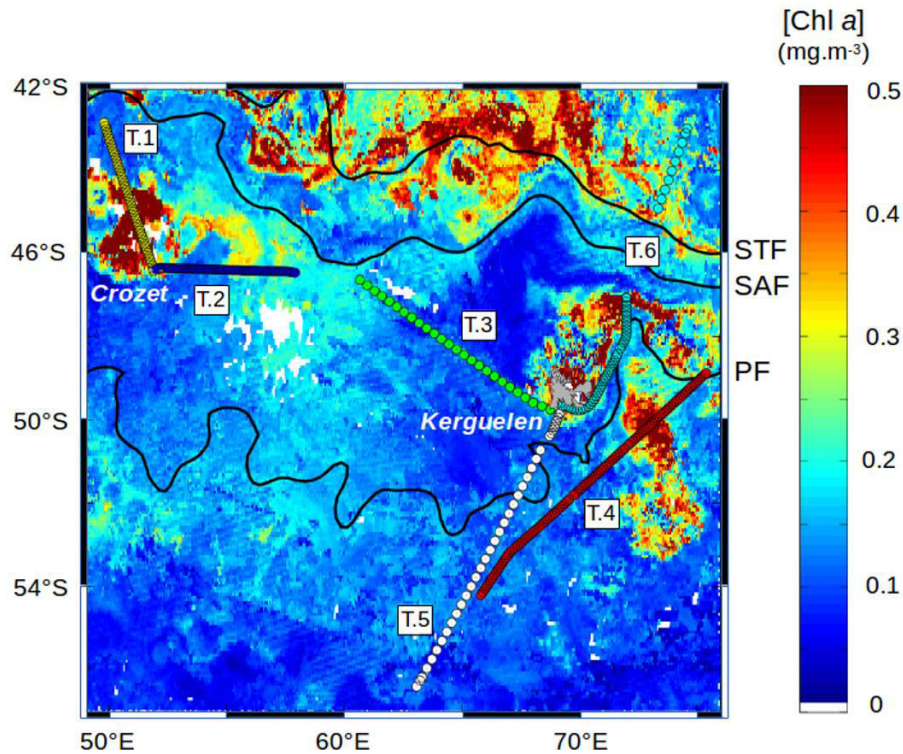 [Chl a]
(mg.m-3)
42°S
46°S
50°S
54°S
50°E
60°E
70°E
T.1
T.2
T.3
T.4
T.5
T.6
Crozet
Kerguelen
STF
SAF
PF
0.5
0.4
0.3
0.2
0.1
0